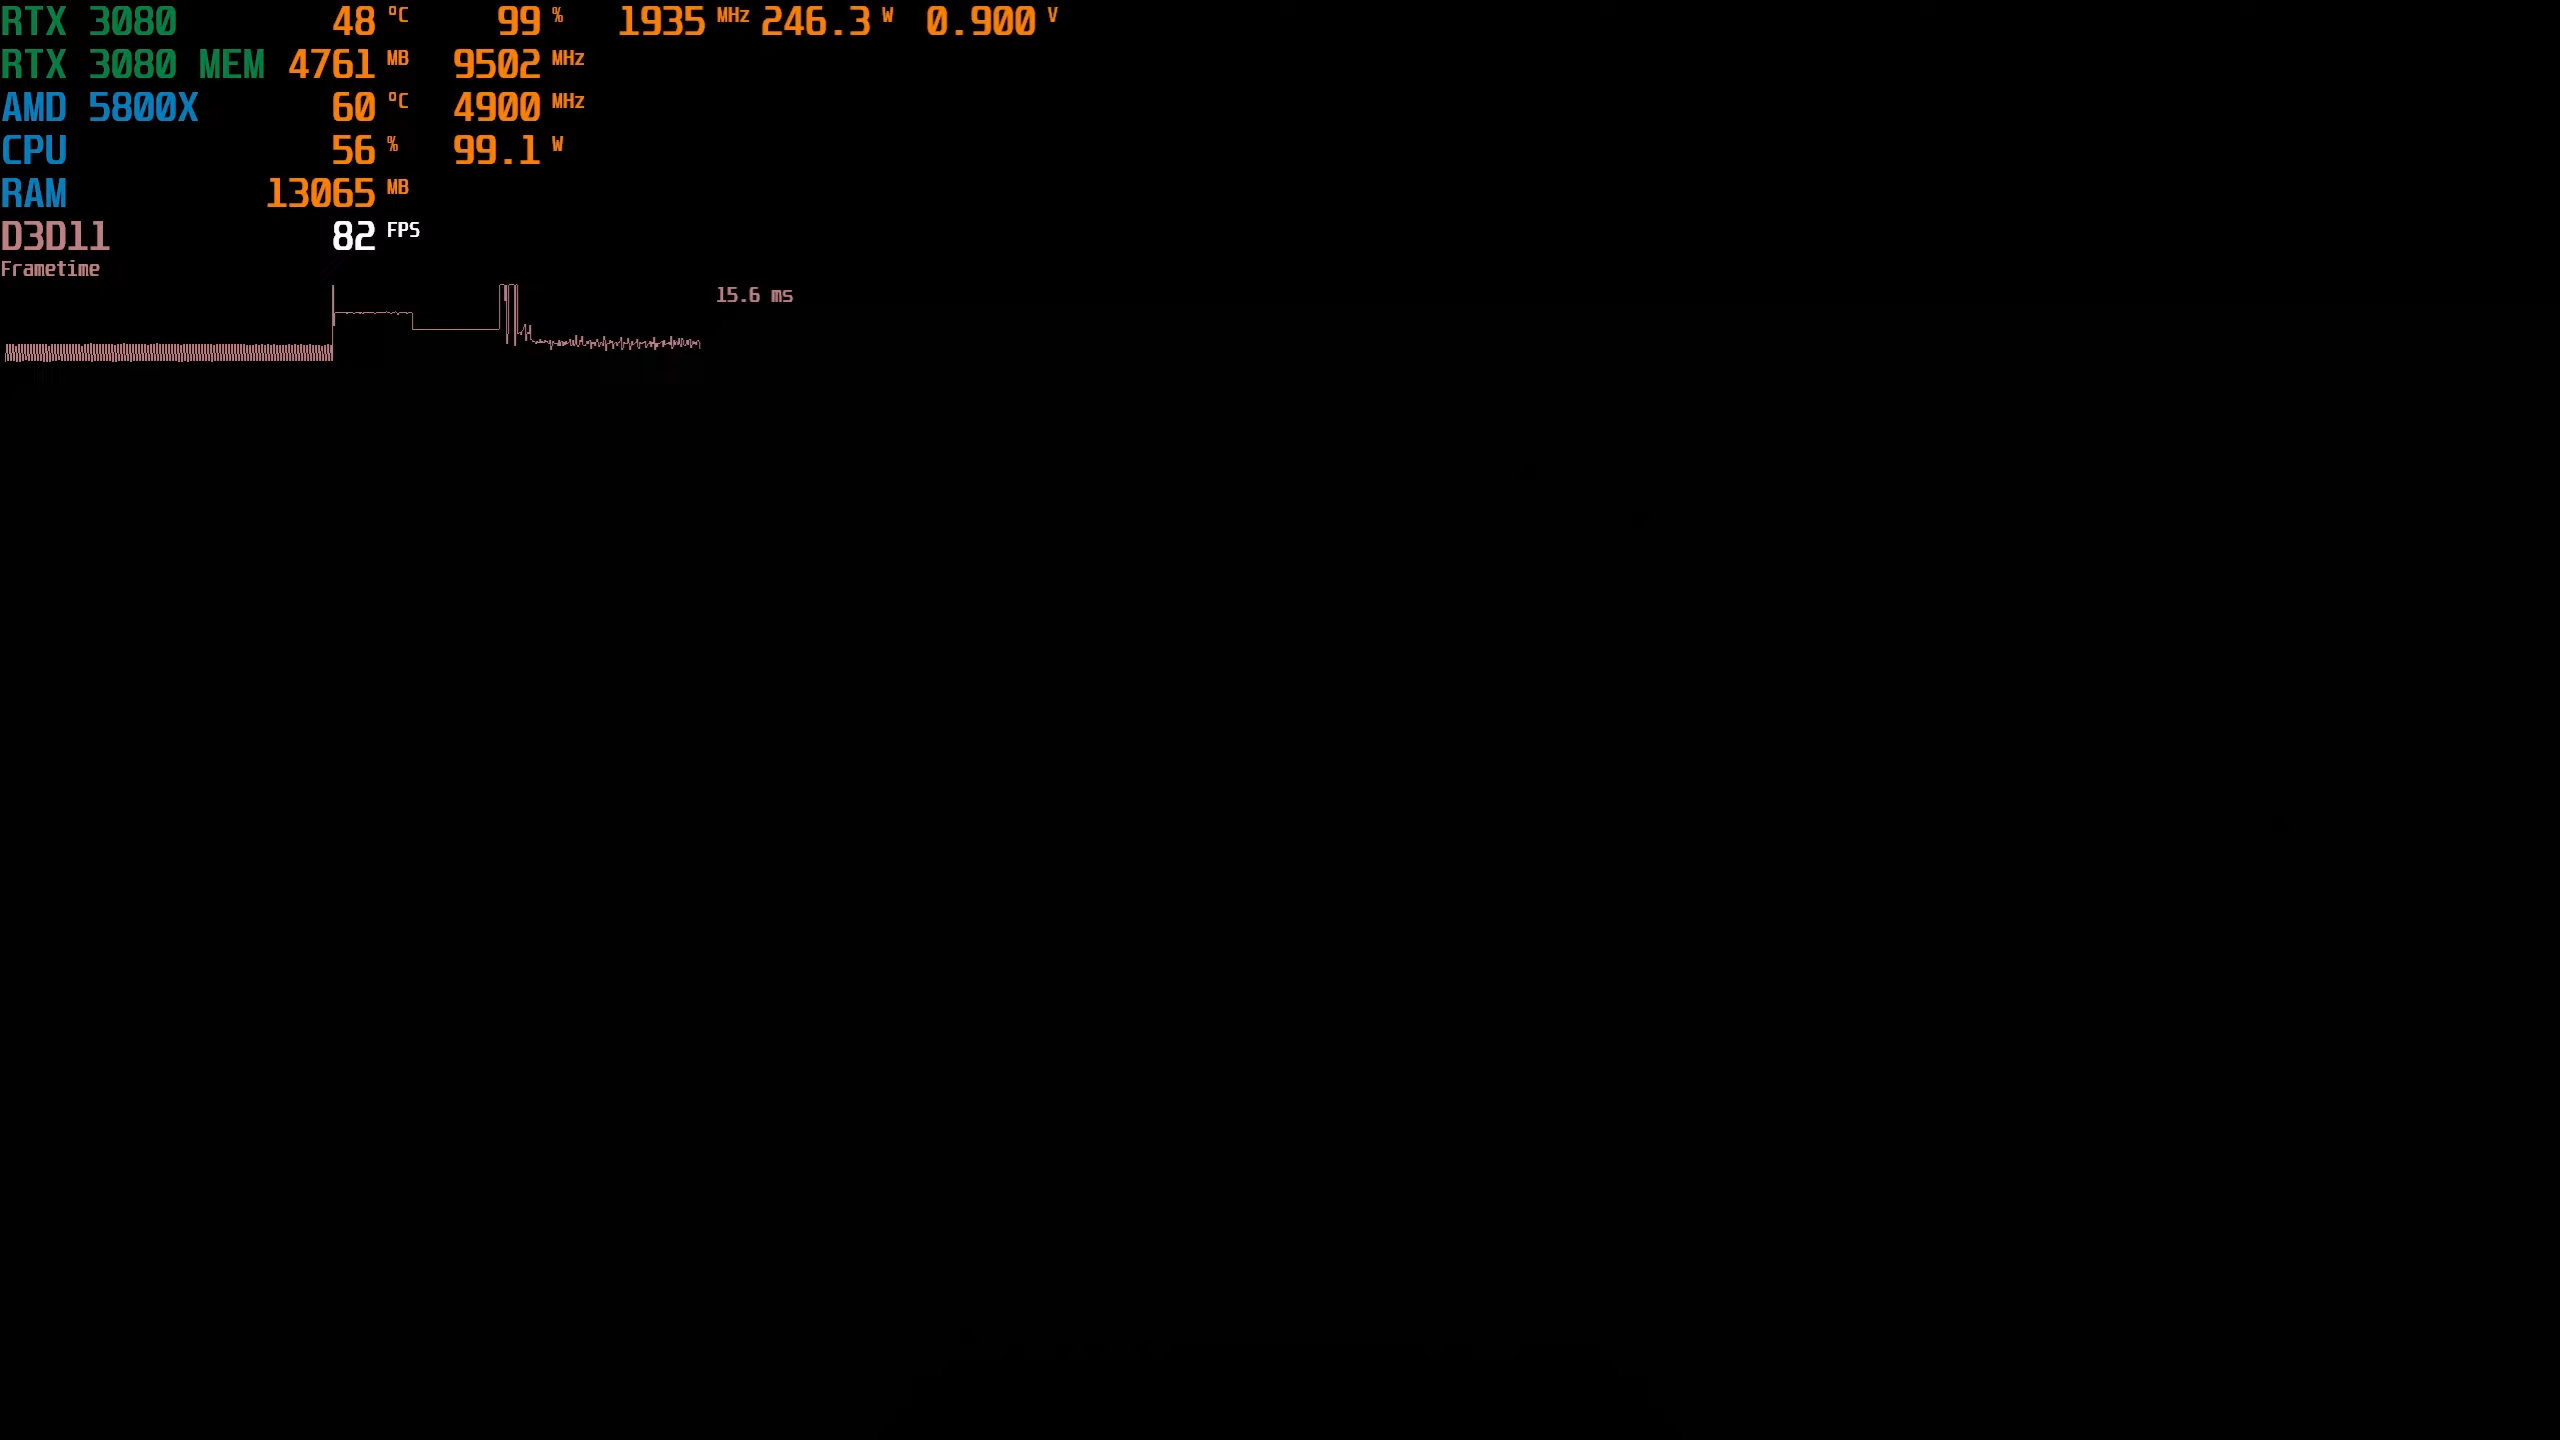 RTX 3080 48 °C 99 % 1935 MHz 246.3 W 0.900 V
RTX 3080 MEM 4761 MB 9502 MHz
AMD 5800X 60 °C 4900 MHz
CPU 56 % 99.1 W
RAM 13065 MB
D3D11 82 FPS
Frametime
15.6 ms